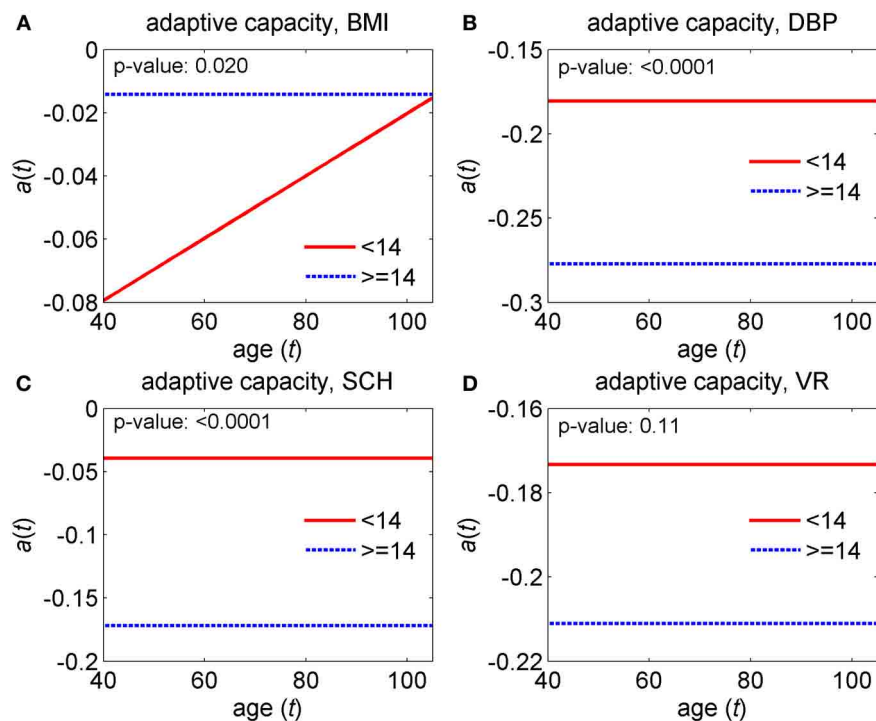 A
adaptive capacity, BMI
0
-0.02
-0.04
-0.06
-0.08
a(t)
p-value: 0.020
<14
>=14
40
60
80
100
age (t)
B
adaptive capacity, DBP
-0.15
-0.2
-0.25
-0.3
a(t)
p-value: <0.0001
<14
>=14
40
60
80
100
age (t)
C
adaptive capacity, SCH
0
-0.05
-0.1
-0.15
-0.2
a(t)
p-value: <0.0001
<14
>=14
40
60
80
100
age (t)
D
adaptive capacity, VR
-0.16
-0.18
-0.2
-0.22
a(t)
p-value: 0.11
<14
>=14
40
60
80
100
age (t)